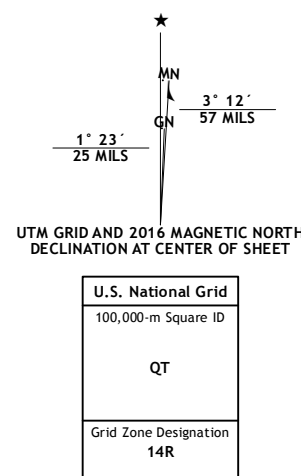 ★
MN
3° 12´
57 MILS
GN
1° 23´
25 MILS
UTM GRID AND 2016 MAGNETIC NORTH
DECLINATION AT CENTER OF SHEET
U.S. National Grid
100,000-m Square ID
QT
Grid Zone Designation
14R